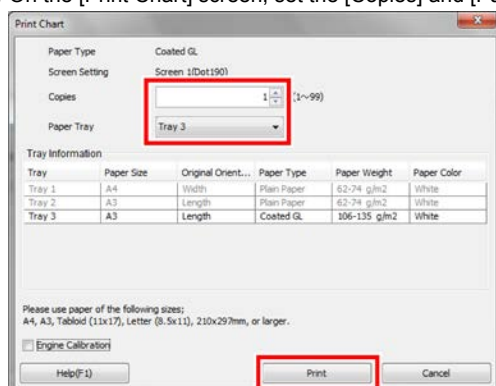 On the [Print Chart] screen, set the [Copies] and [
Print Chart
Paper Type Coated GL
Screen Setting Screen 1(Dot190)
Copies 1 (1~99)
Paper Tray Tray 3
Tray Information
Tray Paper Size Original Orient... Paper Type Paper Weight Paper Color
Tray 1 A4 Width Plain Paper 62-74 g/m2 White
Tray 2 A3 Length Plain Paper 62-74 g/m2 White
Tray 3 A3 Length Coated GL 106-135 g/m2 White
Please use paper of the following sizes;
A4, A3, Tabloid (11x17), Letter (8.5x11), 210x297mm, or larger.
Engine Calibration
Help(F1) Print Cancel